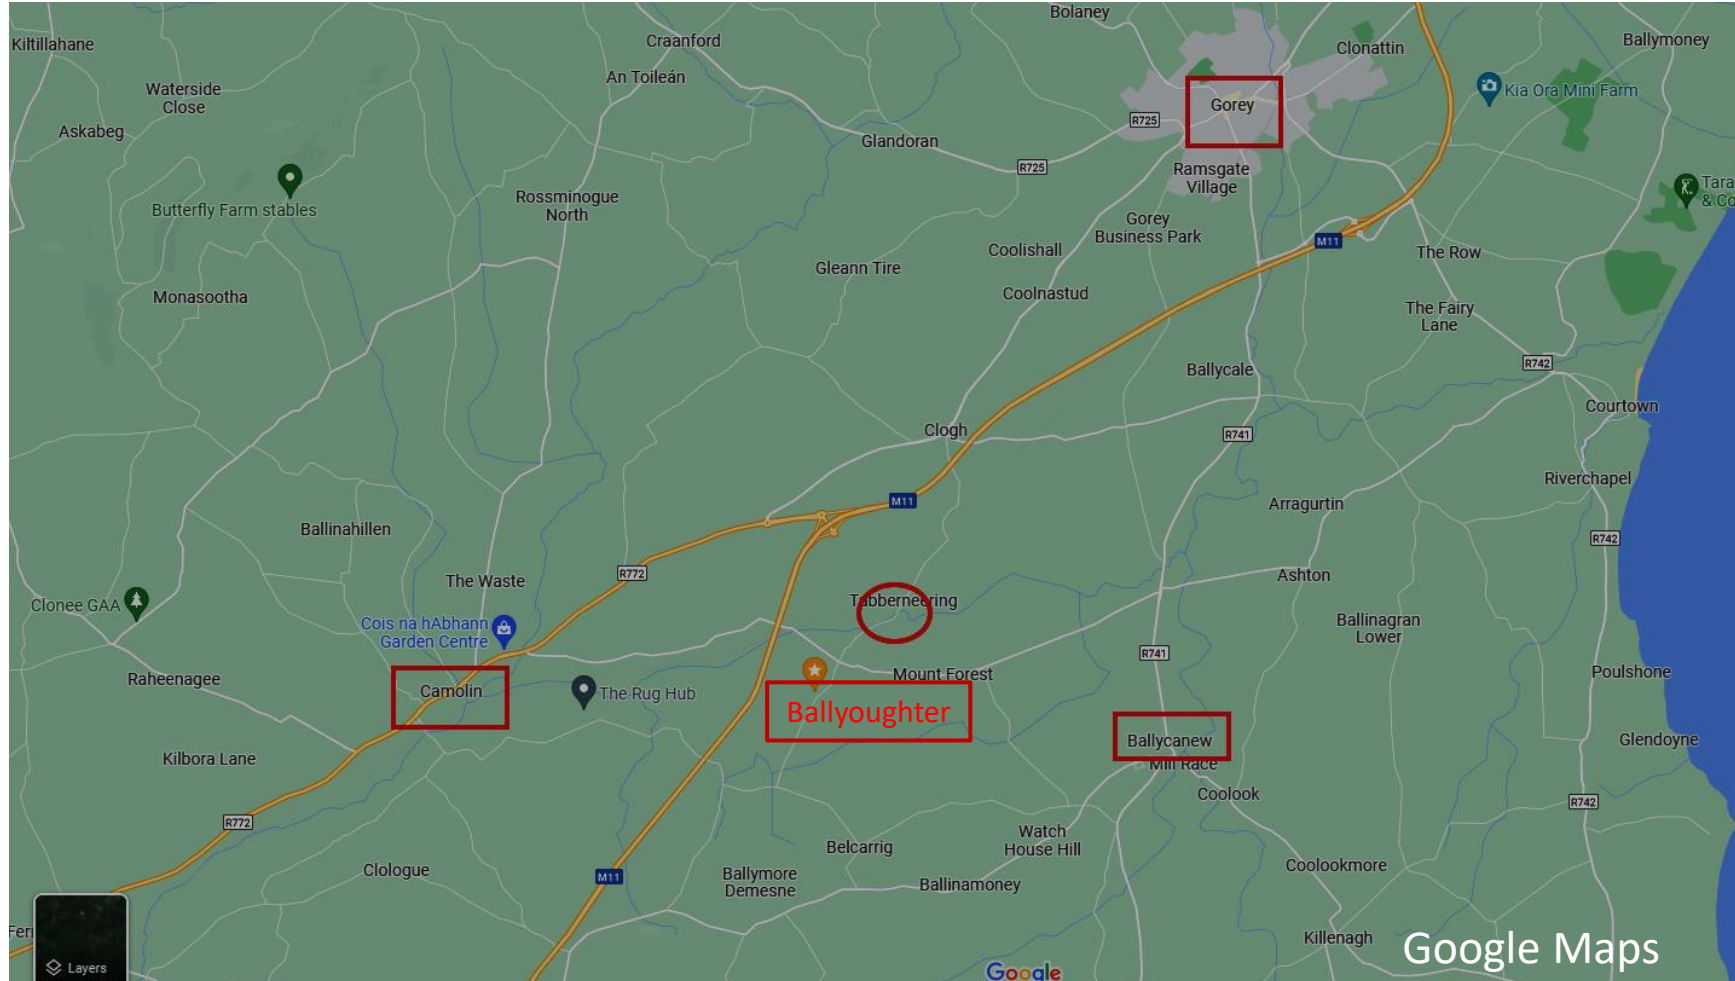 Bolaney
Kiltillahane
Craanford
Clonattin
Ballymoney
An Toileán
Waterside
Close
Kia Ora Mini Farm
Gorey
R725
Askabeg
Glandoran
R725
Ramsgate
Village
Tara
& Co
Rossminogue
North
Butterfly Farm stables
Gorey
Business Park
M11
Coolishall
The Row
Gleann Tire
Coolnastud
Monasootha
The Fairy
Lane
R742
Ballycale
Courtown
Clogh
R741
Riverchapel
M11
Arragurtin
Ballinahillen
R742
The Waste
R772
Ashton
Tubberneering
Clonee GAA
Cois na hAbhann
Garden Centre
Ballinagran
Lower
R741
Raheenagee
Mount Forest
Poulshone
Camolin
The Rug Hub
Ballyoughter
Ballycanew
Glendoyne
Kilbora Lane
Mill Race
Coolook
R742
R772
Watch
House Hill
Belcarrig
Coolookmore
Clologue
M11
Ballymore
Demesne
Ballinamoney
Fer
Killenagh
Google Maps
Layers
Google